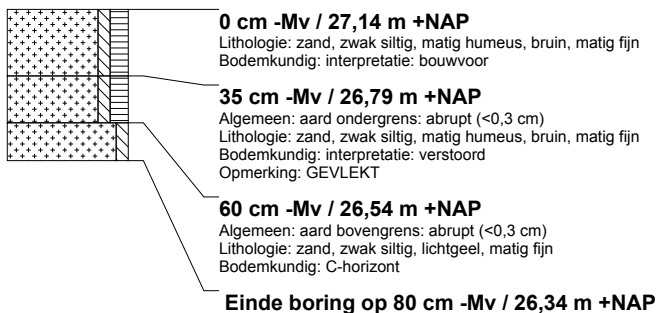 0 cm -Mv / 27,14 m +NAP
Lithologie: zand, zwak siltig, matig humeus, bruin, matig fijn
Bodemkundig: interpretatie: bouwvoor
35 cm -Mv / 26,79 m +NAP
Algemeen: aard ondergrens: abrupt (<0,3 cm)
Lithologie: zand, zwak siltig, matig humeus, bruin, matig fijn
Bodemkundig: interpretatie: verstoord
Opmerking: GEVLEKT
60 cm -Mv / 26,54 m +NAP
Algemeen: aard bovengrens: abrupt (<0,3 cm)
Lithologie: zand, zwak siltig, lichtgeel, matig fijn
Bodemkundig: C-horizont
Einde boring op 80 cm -Mv / 26,34 m +NAP